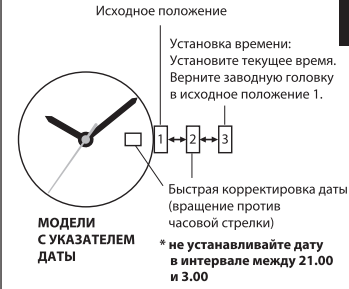 Исходное положение
Установка времени:
Установите текущее время.
Верните заводную головку
в исходное положение 1.
1
2
3
Быстрая корректировка даты
(вращение против
часовой стрелки)
МОДЕЛИ
С УКАЗАТЕЛЕМ
ДАТЫ
* не устанавливайте дату
в интервале между 21.00
и 3.00